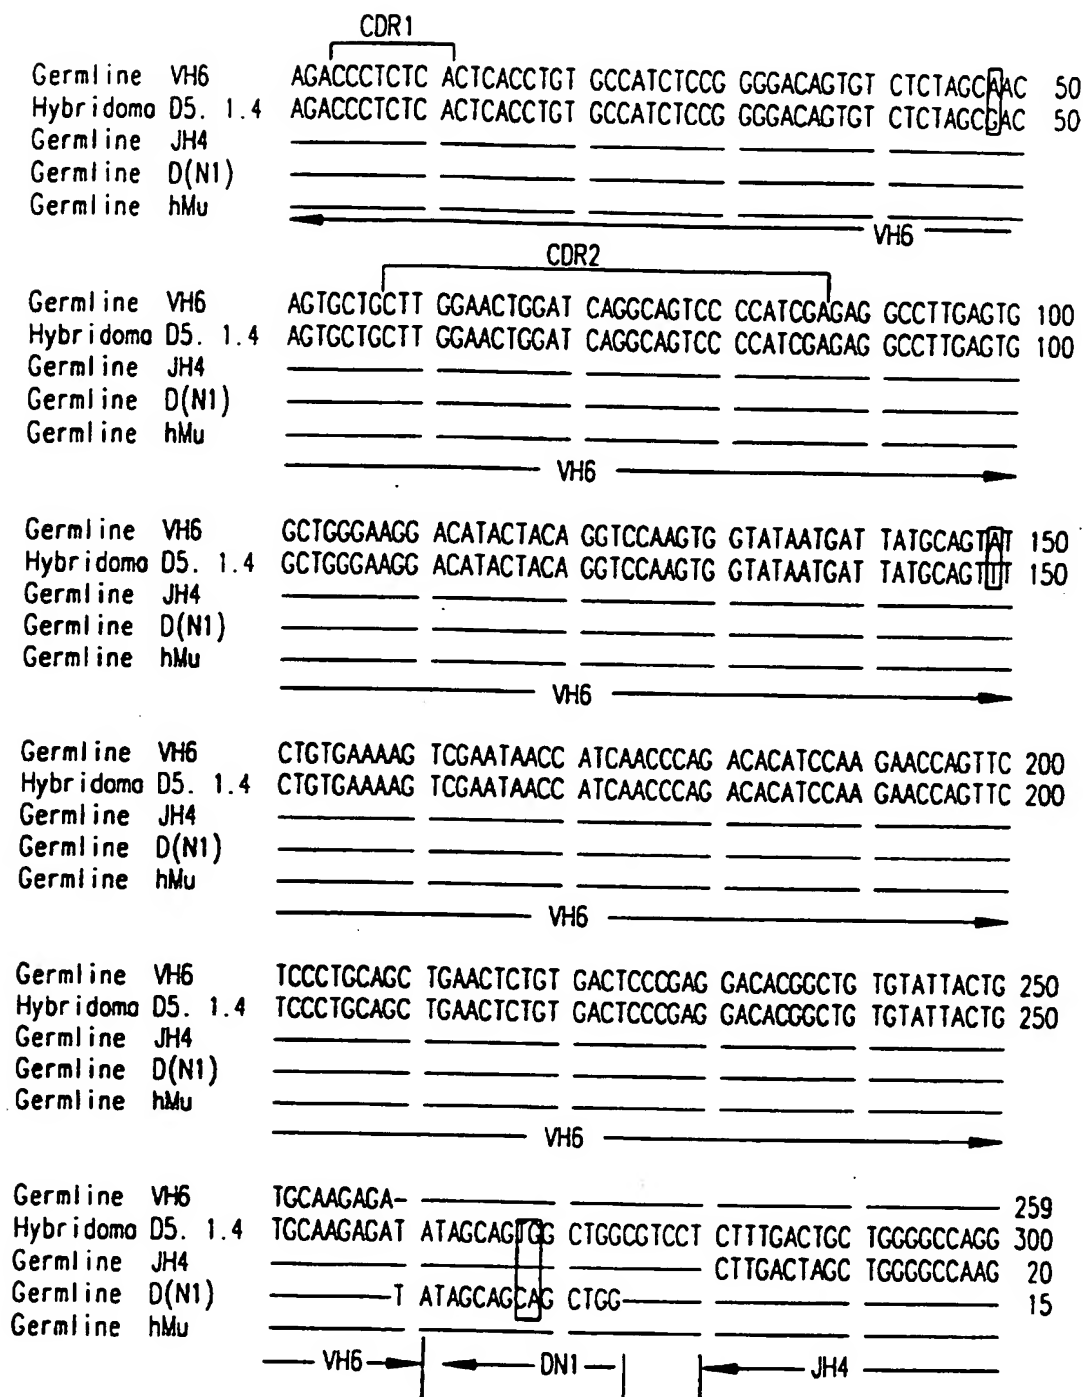 CDR1
Germline VH6 AGACCCTCTC ACTCACCTGT GCCATCTCCG GGGACAGTGT CTCTAGCAAC 50
Hybridoma D5. 1.4 AGACCCTCTC ACTCACCTGT GCCATCTCCG GGGACAGTGT CTCTAGCGAC 50
Germline JH4
Germline D(N1)
Germline hMu
VH6
CDR2
Germline VH6 AGTGCTGCTT GGAACTGGAT CAGGCAGTCC CCATCGAGAG GCCTTGAGTG 100
Hybridoma D5. 1.4 AGTGCTGCTT GGAACTGGAT CAGGCAGTCC CCATCGAGAG GCCTTGAGTG 100
Germline JH4
Germline D(N1)
Germline hMu
VH6
Germline VH6 GCTGGGAAGG ACATACTACA GGTCCAAGTG GTATAATGAT TATGCAGTAT 150
Hybridoma D5. 1.4 GCTGGGAAGG ACATACTACA GGTCCAAGTG GTATAATGAT TATGCAGTTT 150
Germline JH4
Germline D(N1)
Germline hMu
VH6
Germline VH6 CTGTGAAAAG TCGAATAACC ATCAACCCAG ACACATCCAA GAACCAGTTC 200
Hybridoma D5. 1.4 CTGTGAAAAG TCGAATAACC ATCAACCCAG ACACATCCAA GAACCAGTTC 200
Germline JH4
Germline D(N1)
Germline hMu
VH6
Germline VH6 TCCCTGCAGC TGAACTCTGT GACTCCCGAG GACACGGCTG TGTATTACTG 250
Hybridoma D5. 1.4 TCCCTGCAGC TGAACTCTGT GACTCCCGAG GACACGGCTG TGTATTACTG 250
Germline JH4
Germline D(N1)
Germline hMu
VH6
Germline VH6 TGCAAGAGA- 259
Hybridoma D5. 1.4 TGCAAGAGAT ATAGCAGTGG CTGGCGTCCT CTTTGACTGC TGGGGCCAGG 300
Germline JH4 CTTGACTAGC TGGGGCCAAG 20
Germline D(N1) T ATAGCAGCAG CTGG 15
Germline hMu
VH6 DN1 JH4